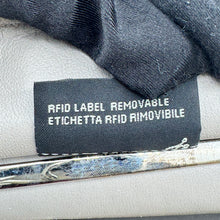 RFID LABEL REMOVABLE
ETICHETTA RFID RIMOVIBILE